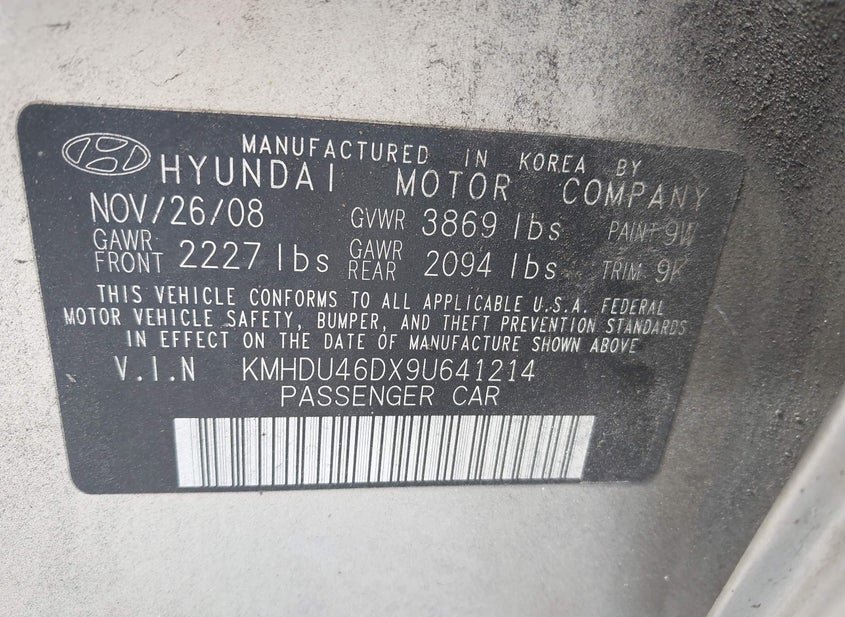 MANUFACTURED IN KOREA BY
HYUNDAI MOTOR COMPANY
NOV/26/08 GVWR 3869 lbs PAINT 9W
GAWR FRONT 2227 lbs GAWR REAR 2094 lbs TRIM 9K
THIS VEHICLE CONFORMS TO ALL APPLICABLE U.S.A. FEDERAL
MOTOR VEHICLE SAFETY, BUMPER, AND THEFT PREVENTION STANDARDS
IN EFFECT ON THE DATE OF MANUFACTURE SHOWN ABOVE
V.I.N KMHDU46DX9U641214
PASSENGER CAR